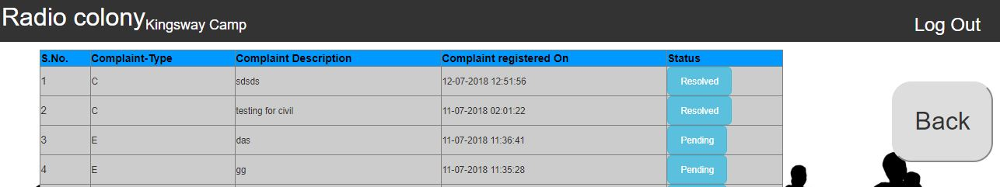 Radio colony Kingsway Camp
Log Out
S.No. Complaint-Type Complaint Description Complaint registered On Status
1 C sdsds 12-07-2018 12:51:56 Resolved
2 C testing for civil 11-07-2018 02:01:22 Resolved
3 E das 11-07-2018 11:36:41 Pending
4 E gg 11-07-2018 11:35:28 Pending
Back